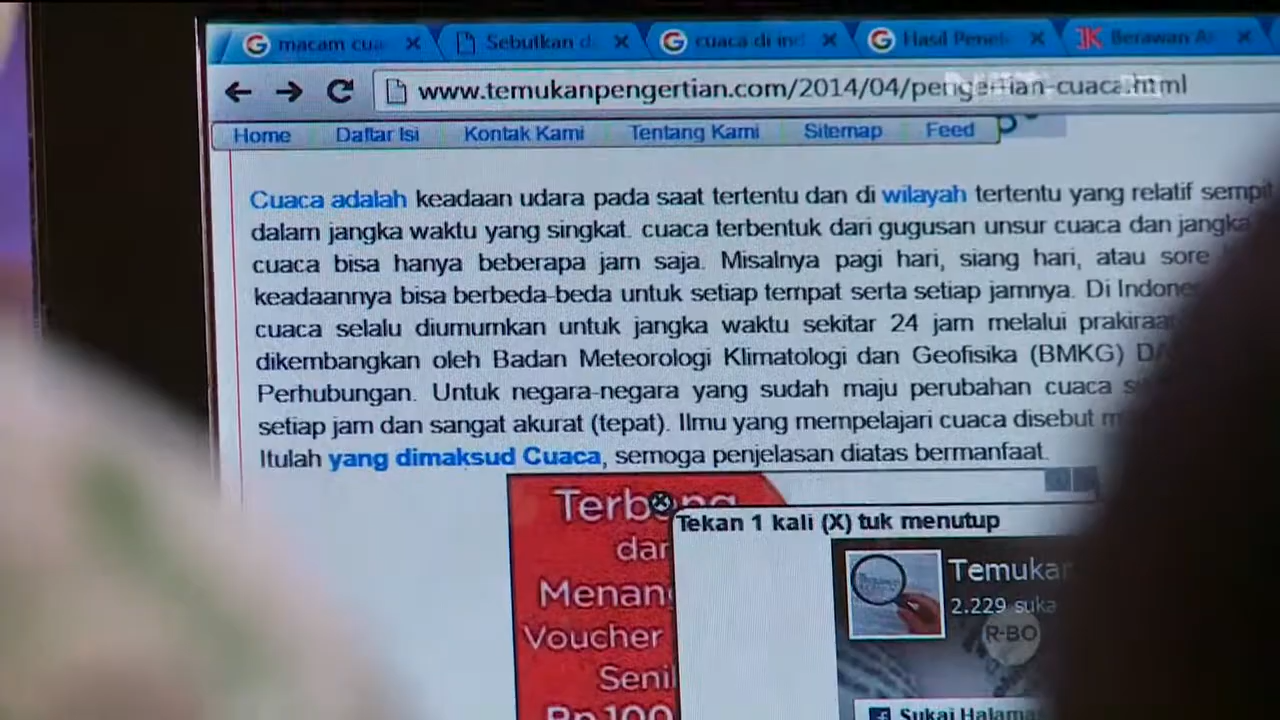 macam cua
Sebutkan d
cuaca di ind
Hasil Penel
Berawan A
www.temukanpengertian.com/2014/04/pengertian-cuaca.html
Home Daftar Isi Kontak Kami Tentang Kami Sitemap Feed
Cuaca adalah keadaan udara pada saat tertentu dan di wilayah tertentu yang relatif sempit
dalam jangka waktu yang singkat. cuaca terbentuk dari gugusan unsur cuaca dan jangka
cuaca bisa hanya beberapa jam saja. Misalnya pagi hari, siang hari, atau sore
keadaannya bisa berbeda-beda untuk setiap tempat serta setiap jamnya. Di Indone
cuaca selalu diumumkan untuk jangka waktu sekitar 24 jam melalui prakiraa
dikembangkan oleh Badan Meteorologi Klimatologi dan Geofisika (BMKG) D
Perhubungan. Untuk negara-negara yang sudah maju perubahan cuaca s
setiap jam dan sangat akurat (tepat). Ilmu yang mempelajari cuaca disebut m
Itulah yang dimaksud Cuaca, semoga penjelasan diatas bermanfaat.
Terbang
dar
Menan
Voucher
Senil
Rp100
Tekan 1 kali (X) tuk menutup
Temukan
2.229 suka
R-BO
Sukai Halama